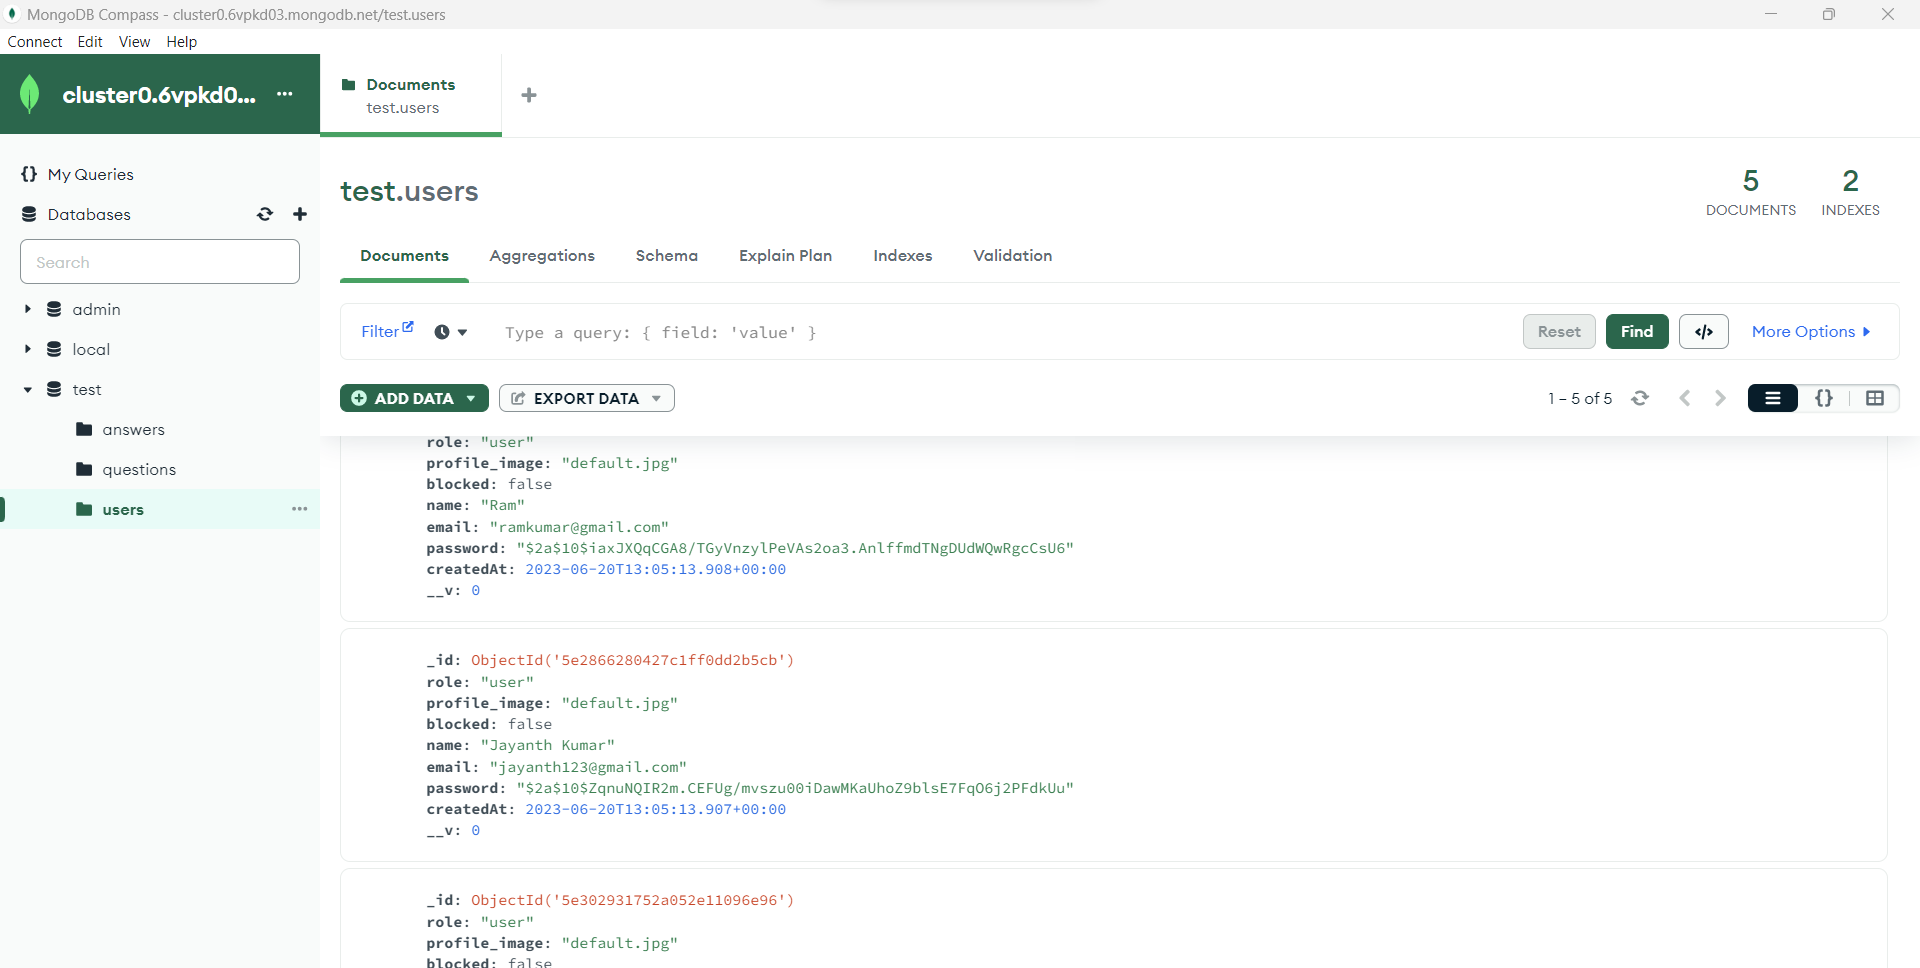 MongoDB Compass - cluster0.6vpkd03.mongodb.net/test.users
Connect Edit View Help
cluster0.6vpkd0... ...
Documents
test.users
+
{} My Queries
Databases
Search
admin
local
test
answers
questions
users ...
test.users
5
DOCUMENTS
2
INDEXES
Documents Aggregations Schema Explain Plan Indexes Validation
Filter Type a query: { field: 'value' } Reset Find </> More Options
ADD DATA EXPORT DATA 1 – 5 of 5 {}
role: "user"
profile_image: "default.jpg"
blocked: false
name: "Ram"
email: "ramkumar@gmail.com"
password: "$2a$10$iaxJXQqCGA8/TGyVnzylPeVAs2oa3.AnlffmdTNgDUdWQwRgcCsU6"
createdAt: 2023-06-20T13:05:13.908+00:00
__v: 0
_id: ObjectId('5e2866280427c1ff0dd2b5cb')
role: "user"
profile_image: "default.jpg"
blocked: false
name: "Jayanth Kumar"
email: "jayanth123@gmail.com"
password: "$2a$10$ZqnuNQIR2m.CEFUg/mvszu00iDawMKaUhoZ9blsE7FqO6j2PFdkUu"
createdAt: 2023-06-20T13:05:13.907+00:00
__v: 0
_id: ObjectId('5e302931752a052e11096e96')
role: "user"
profile_image: "default.jpg"
blocked: false